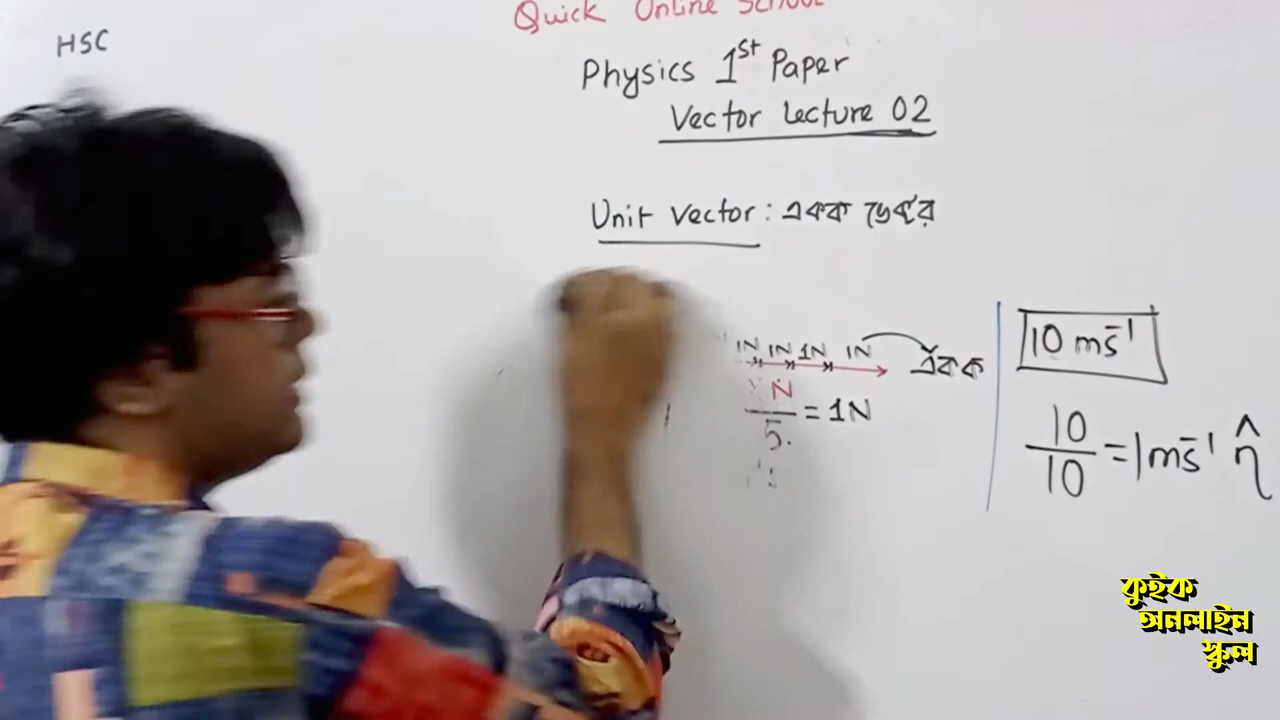 Quick Online School
HSC
Physics 1st Paper
Vector Lecture 02
Unit Vector : একক ভেক্টর
1N 1N 1N 1N একক
N
5
= 1N
10 ms⁻¹
10
10
= 1ms⁻¹ η̂
কুইক
অনলাইন
স্কুল